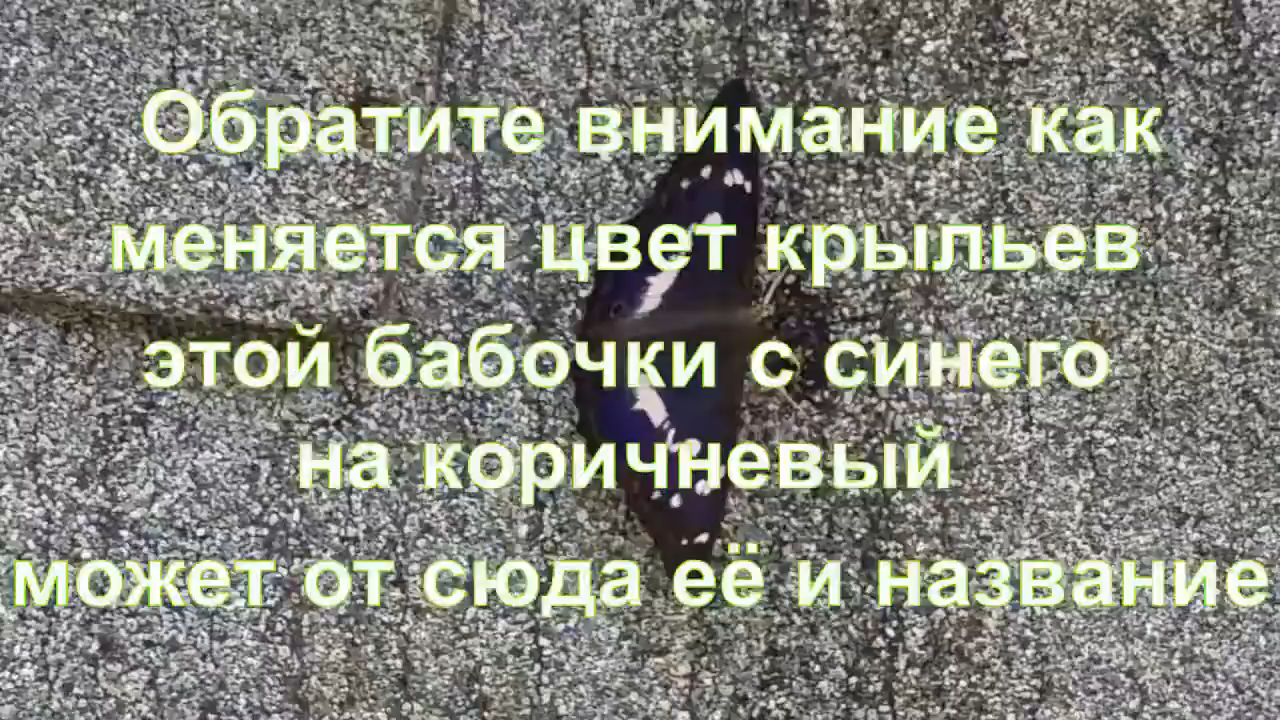 Обратите внимание как
меняется цвет крыльев
этой бабочки с синего
на коричневый
может от сюда её и название